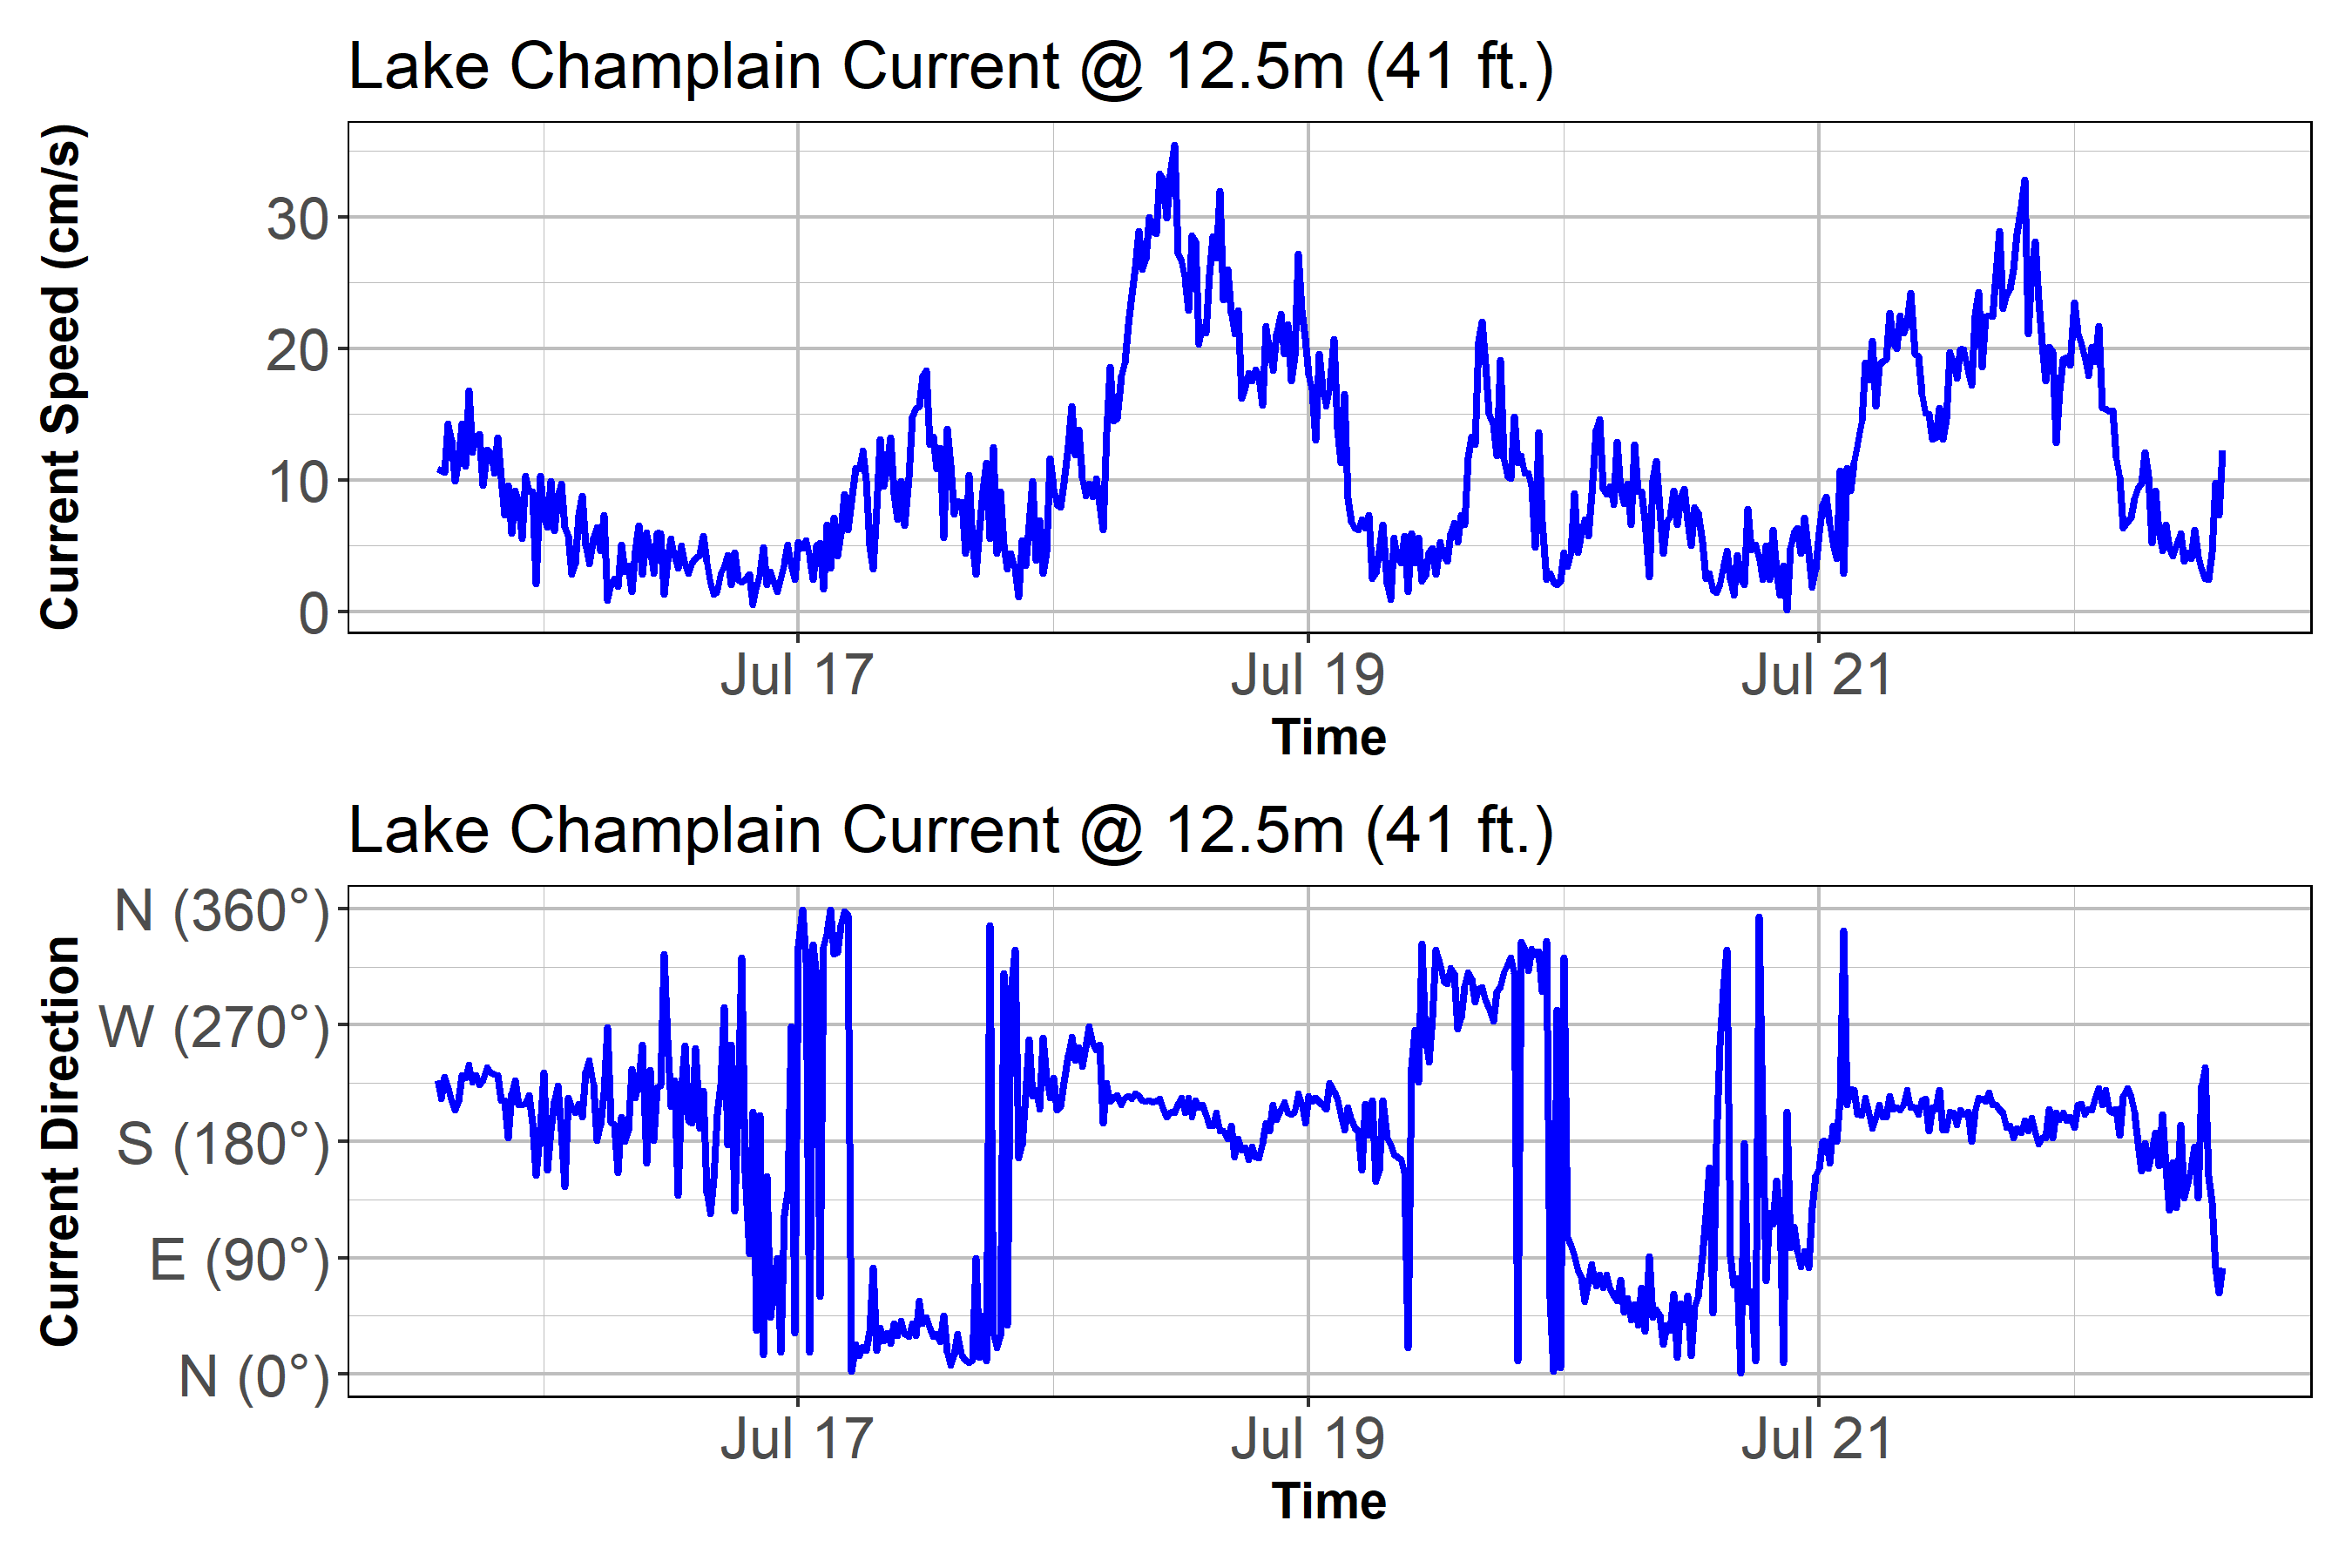 Lake Champlain Current @ 12.5m (41 ft.)
Current Speed (cm/s)
30
20
10
0
Jul 17
Jul 19
Jul 21
Time
Lake Champlain Current @ 12.5m (41 ft.)
Current Direction
N (360°)
W (270°)
S (180°)
E (90°)
N (0°)
Jul 17
Jul 19
Jul 21
Time